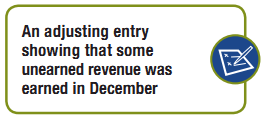 An adjusting entry
showing that some
unearned revenue was
earned in December